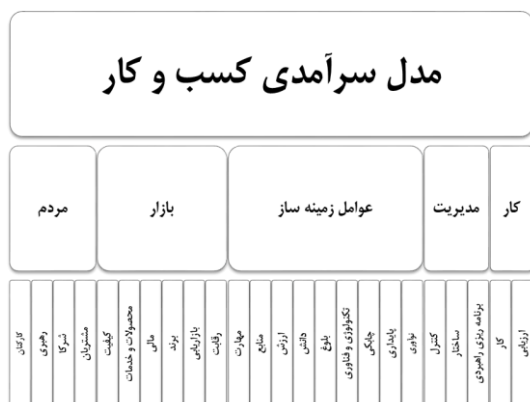 مدل سرآمدی کسب و کار
کار
مدیریت
عوامل زمینه ساز
بازار
مردم
ارزیابی
کار
برنامه ریزی راهبردی
ساختار
کنترل
نوآوری
پایداری
چابکی
تکنولوژی و فناوری
بلوغ
دانش
ارزش
منابع
مهارت
رقابت
بازاریابی
برند
مالی
محصولات و خدمات
کیفیت
مشتریان
شرکا
رهبری
کارکنان